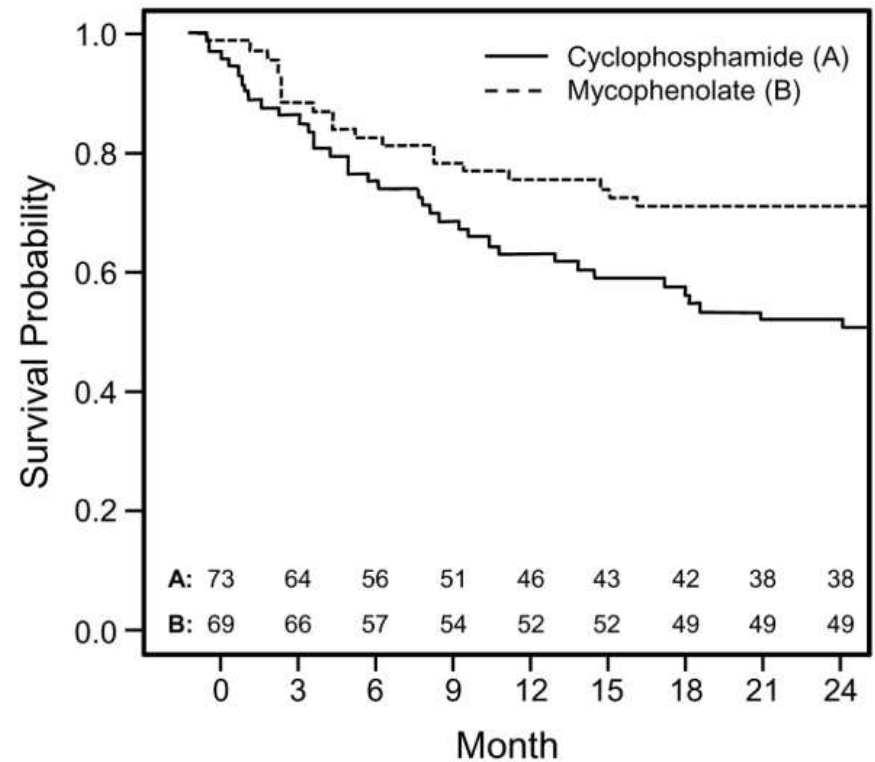 1.0
0.8
0.6
0.4
0.2
0.0
Survival Probability
Cyclophosphamide (A)
Mycophenolate (B)
A: 73 64 56 51 46 43 42 38 38
B: 69 66 57 54 52 52 49 49 49
0 3 6 9 12 15 18 21 24
Month